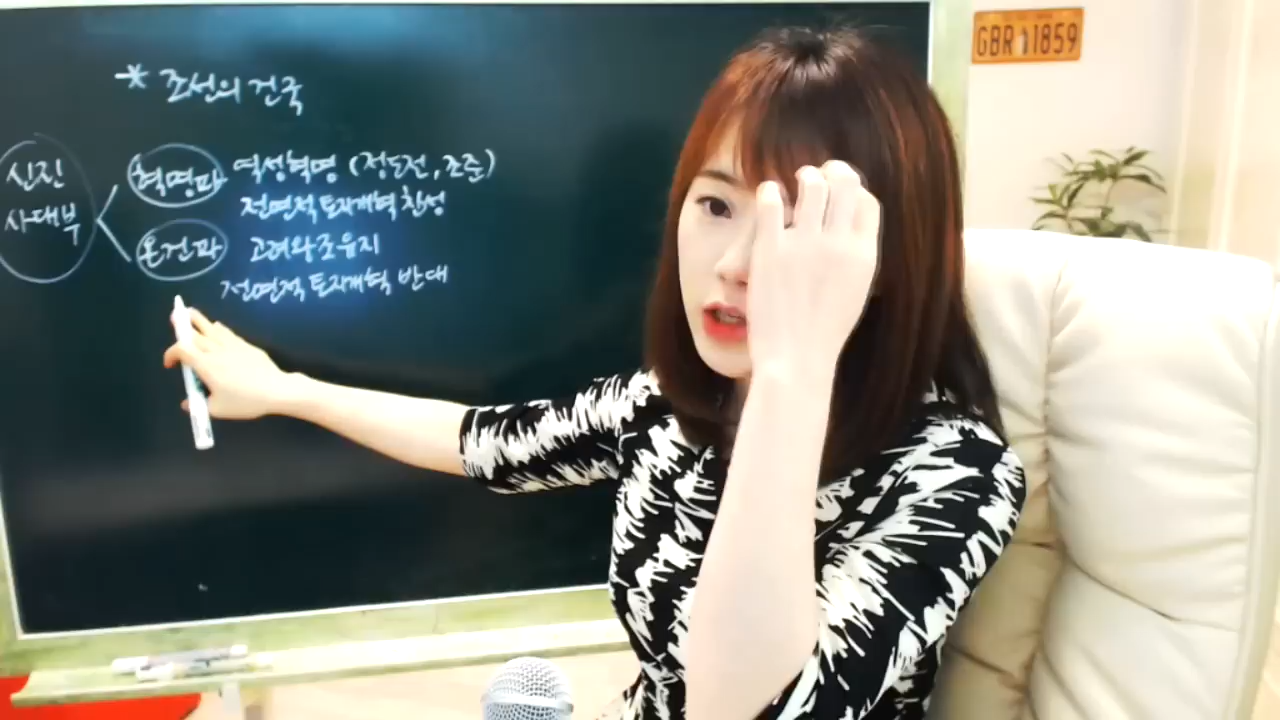 * 조선의 건국
신진
사대부
혁명파 역성혁명 (정도전, 조준)
전면적 토지개혁 찬성
온건파 고려왕조유지
전면적 토지개혁 반대
GBR 1859